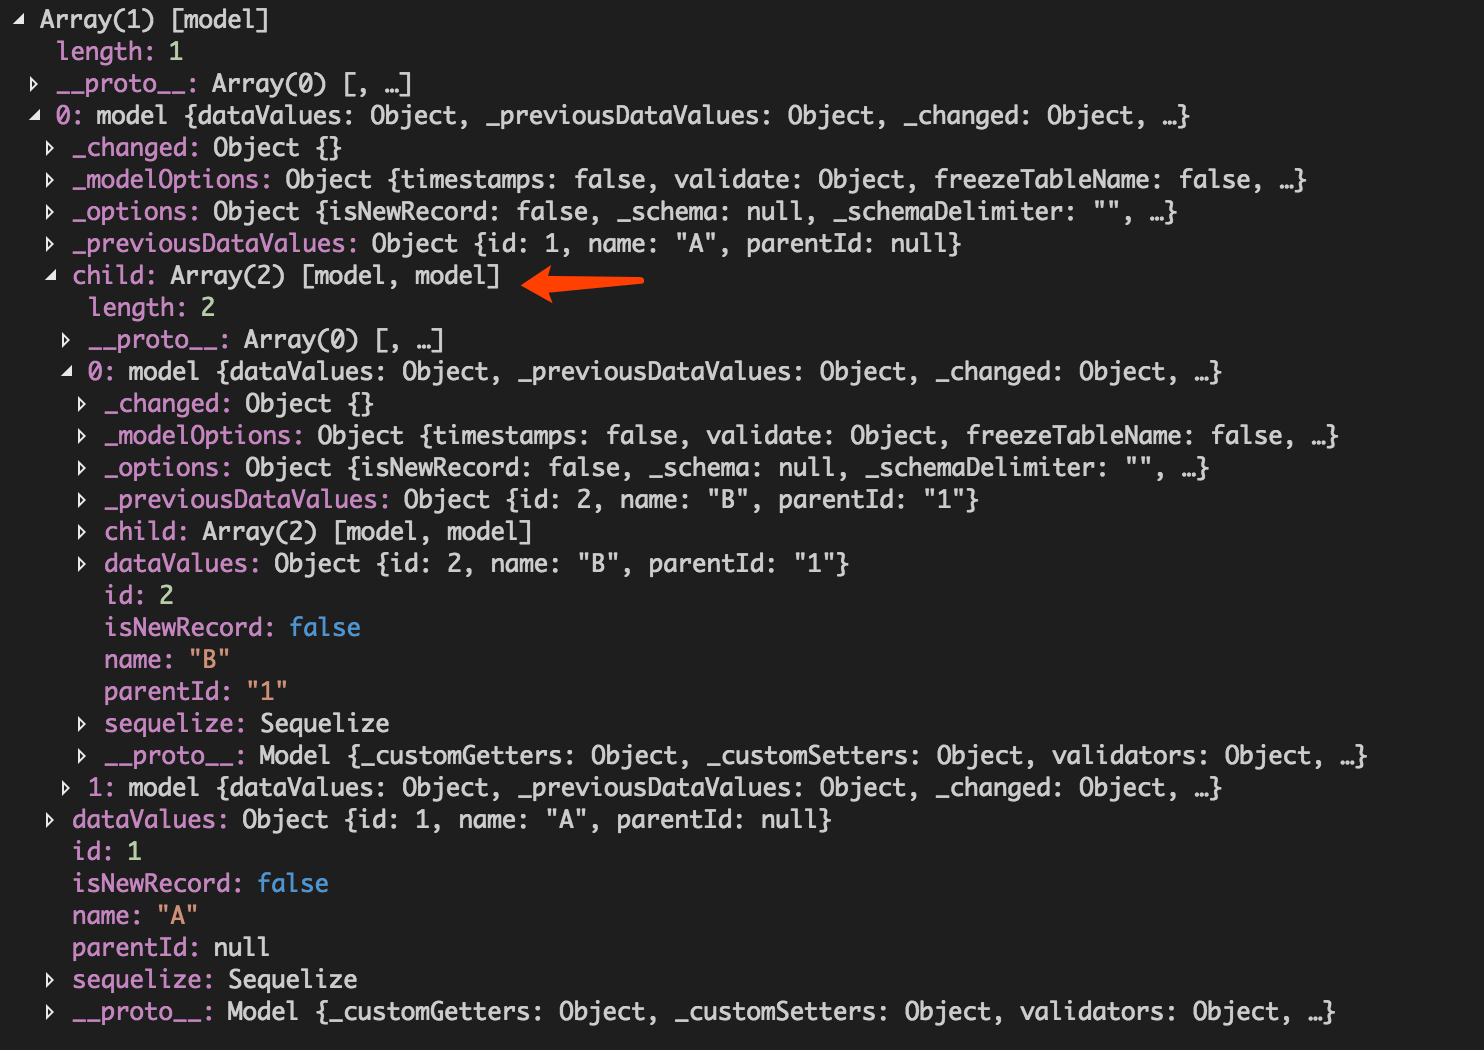 Array(1) [model]
length: 1
__proto__: Array(0) [, …]
0: model {dataValues: Object, _previousDataValues: Object, _changed: Object, …}
_changed: Object {}
_modelOptions: Object {timestamps: false, validate: Object, freezeTableName: false, …}
_options: Object {isNewRecord: false, _schema: null, _schemaDelimiter: "", …}
_previousDataValues: Object {id: 1, name: "A", parentId: null}
child: Array(2) [model, model]
length: 2
__proto__: Array(0) [, …]
0: model {dataValues: Object, _previousDataValues: Object, _changed: Object, …}
_changed: Object {}
_modelOptions: Object {timestamps: false, validate: Object, freezeTableName: false, …}
_options: Object {isNewRecord: false, _schema: null, _schemaDelimiter: "", …}
_previousDataValues: Object {id: 2, name: "B", parentId: "1"}
child: Array(2) [model, model]
dataValues: Object {id: 2, name: "B", parentId: "1"}
id: 2
isNewRecord: false
name: "B"
parentId: "1"
sequelize: Sequelize
__proto__: Model {_customGetters: Object, _customSetters: Object, validators: Object, …}
1: model {dataValues: Object, _previousDataValues: Object, _changed: Object, …}
dataValues: Object {id: 1, name: "A", parentId: null}
id: 1
isNewRecord: false
name: "A"
parentId: null
sequelize: Sequelize
__proto__: Model {_customGetters: Object, _customSetters: Object, validators: Object, …}